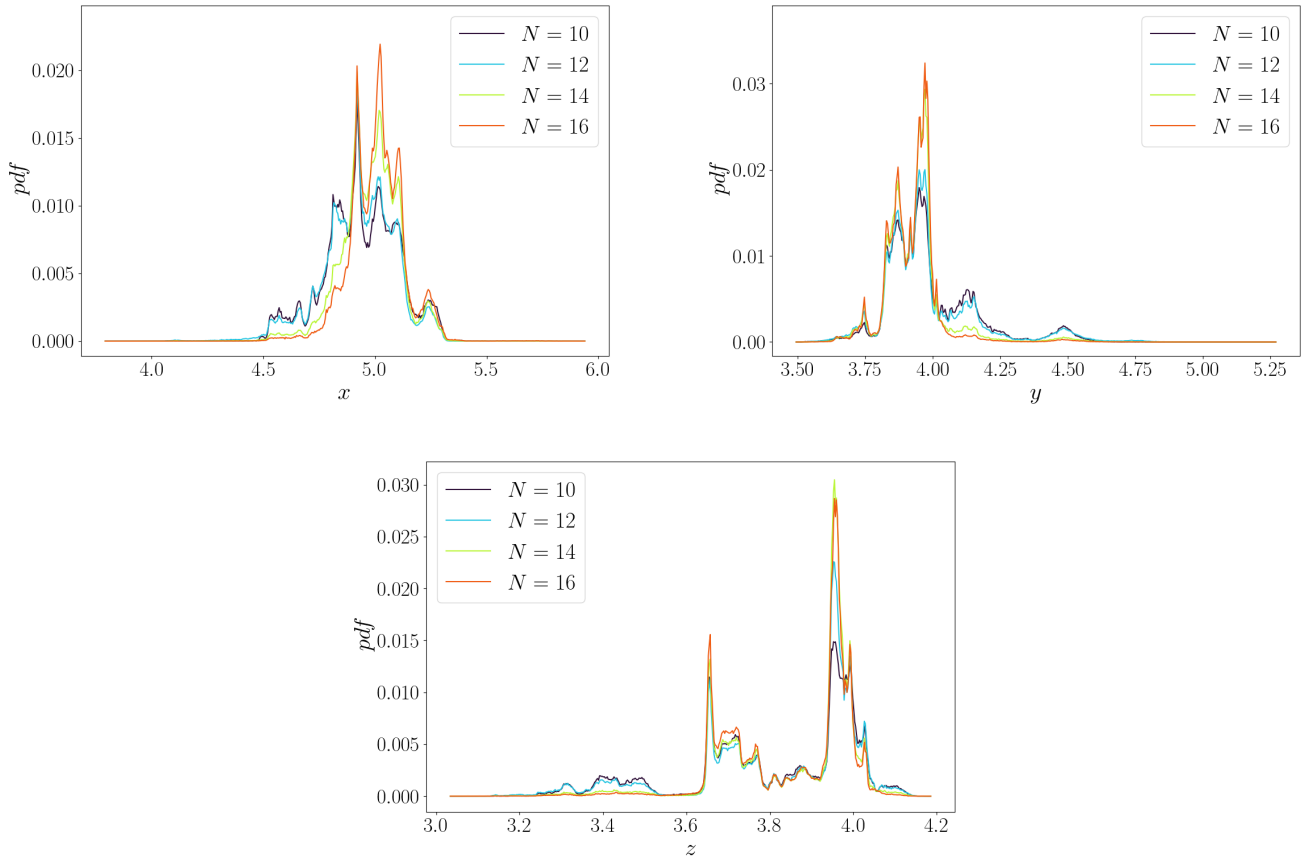 N = 10
N = 12
N = 14
N = 16
0.020
0.015
0.010
0.005
0.000
pdf
4.0 4.5 5.0 5.5 6.0
x
N = 10
N = 12
N = 14
N = 16
0.03
0.02
0.01
0.00
pdf
3.50 3.75 4.00 4.25 4.50 4.75 5.00 5.25
y
N = 10
N = 12
N = 14
N = 16
0.030
0.025
0.020
0.015
0.010
0.005
0.000
pdf
3.0 3.2 3.4 3.6 3.8 4.0 4.2
z